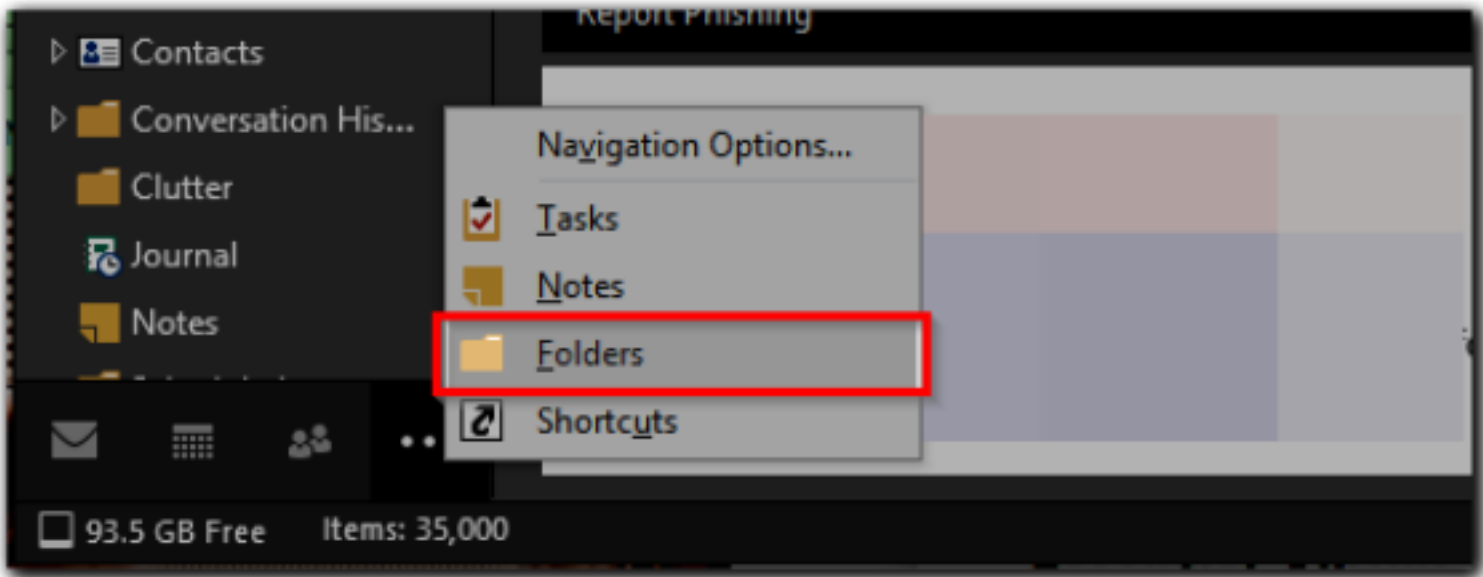 Report Phishing
Contacts
Conversation His...
Clutter
Journal
Notes
Navigation Options...
Tasks
Notes
Folders
Shortcuts
93.5 GB Free Items: 35,000